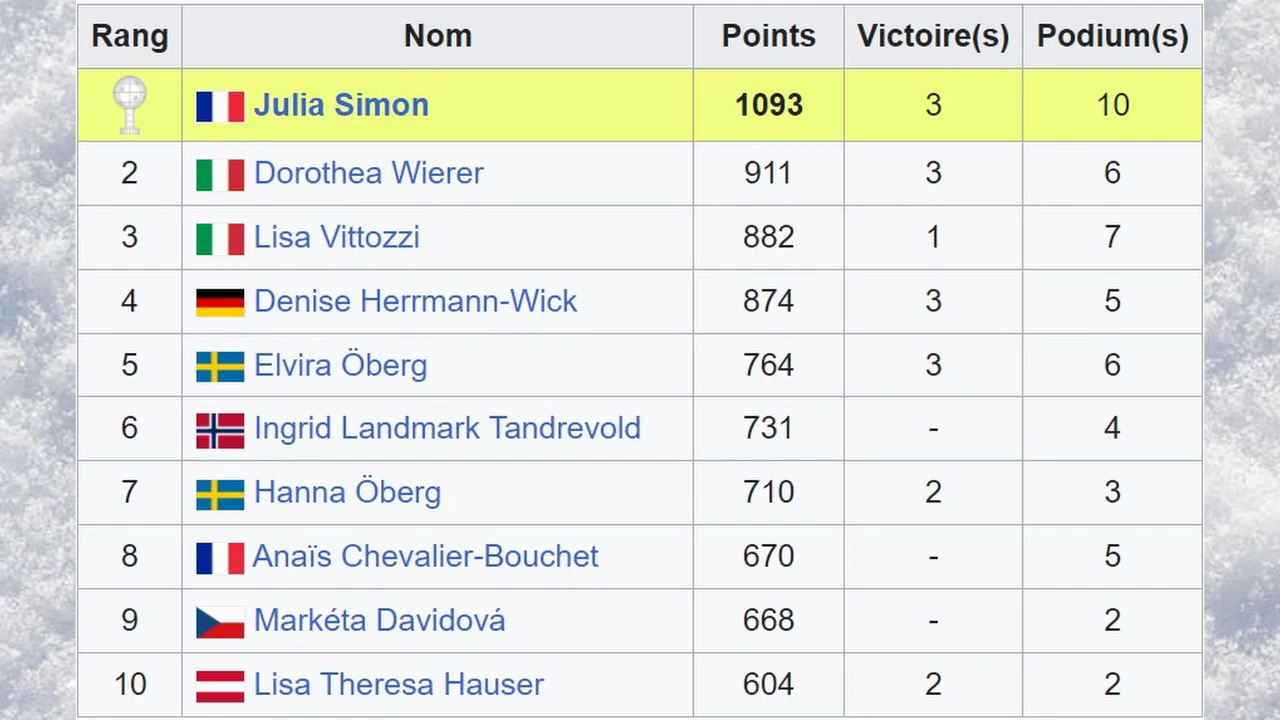 Rang Nom Points Victoire(s) Podium(s)
Julia Simon 1093 3 10
2 Dorothea Wierer 911 3 6
3 Lisa Vittozzi 882 1 7
4 Denise Herrmann-Wick 874 3 5
5 Elvira Öberg 764 3 6
6 Ingrid Landmark Tandrevold 731 - 4
7 Hanna Öberg 710 2 3
8 Anaïs Chevalier-Bouchet 670 - 5
9 Markéta Davidová 668 - 2
10 Lisa Theresa Hauser 604 2 2